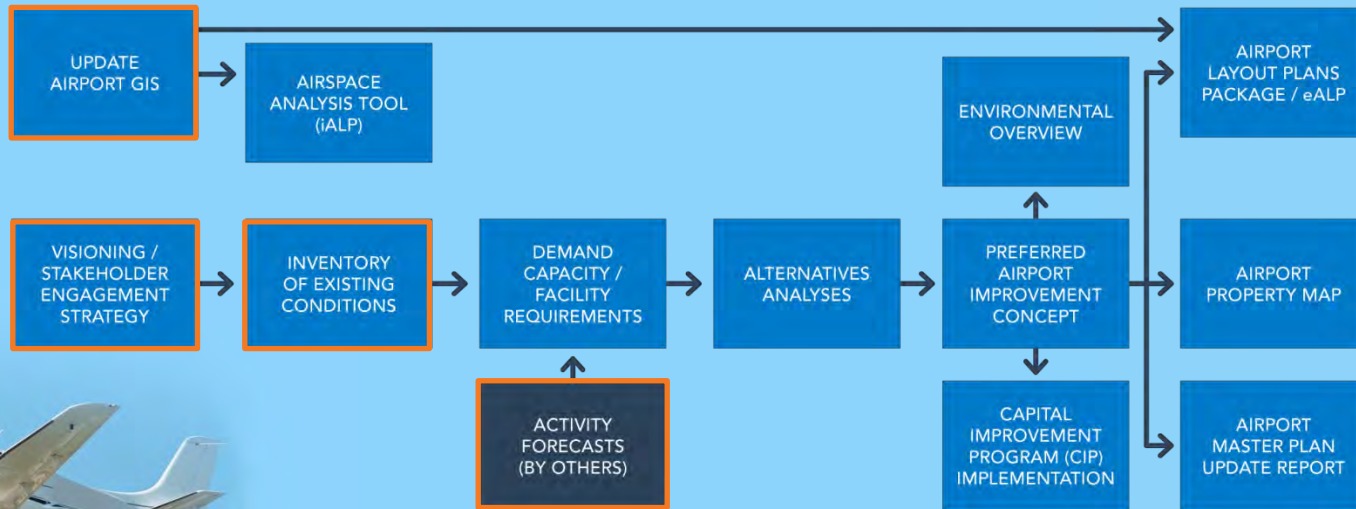 UPDATE
AIRPORT GIS
AIRSPACE
ANALYSIS TOOL
(iALP)
ENVIRONMENTAL
OVERVIEW
AIRPORT
LAYOUT PLANS
PACKAGE / eALP
VISIONING /
STAKEHOLDER
ENGAGEMENT
STRATEGY
INVENTORY
OF EXISTING
CONDITIONS
DEMAND
CAPACITY /
FACILITY
REQUIREMENTS
ALTERNATIVES
ANALYSES
PREFERRED
AIRPORT
IMPROVEMENT
CONCEPT
AIRPORT
PROPERTY MAP
ACTIVITY
FORECASTS
(BY OTHERS)
CAPITAL
IMPROVEMENT
PROGRAM (CIP)
IMPLEMENTATION
AIRPORT
MASTER PLAN
UPDATE REPORT